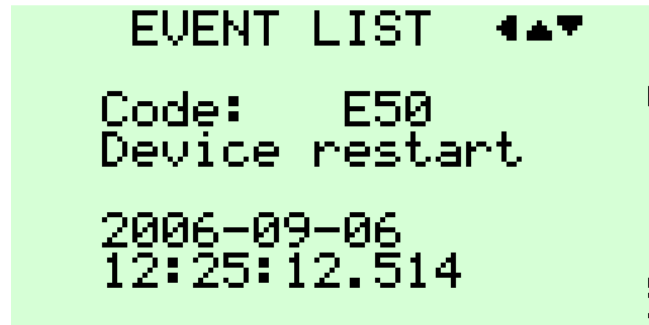 EVENT LIST ◀▲▼
Code: E50
Device restart
2006-09-06
12:25:12.514